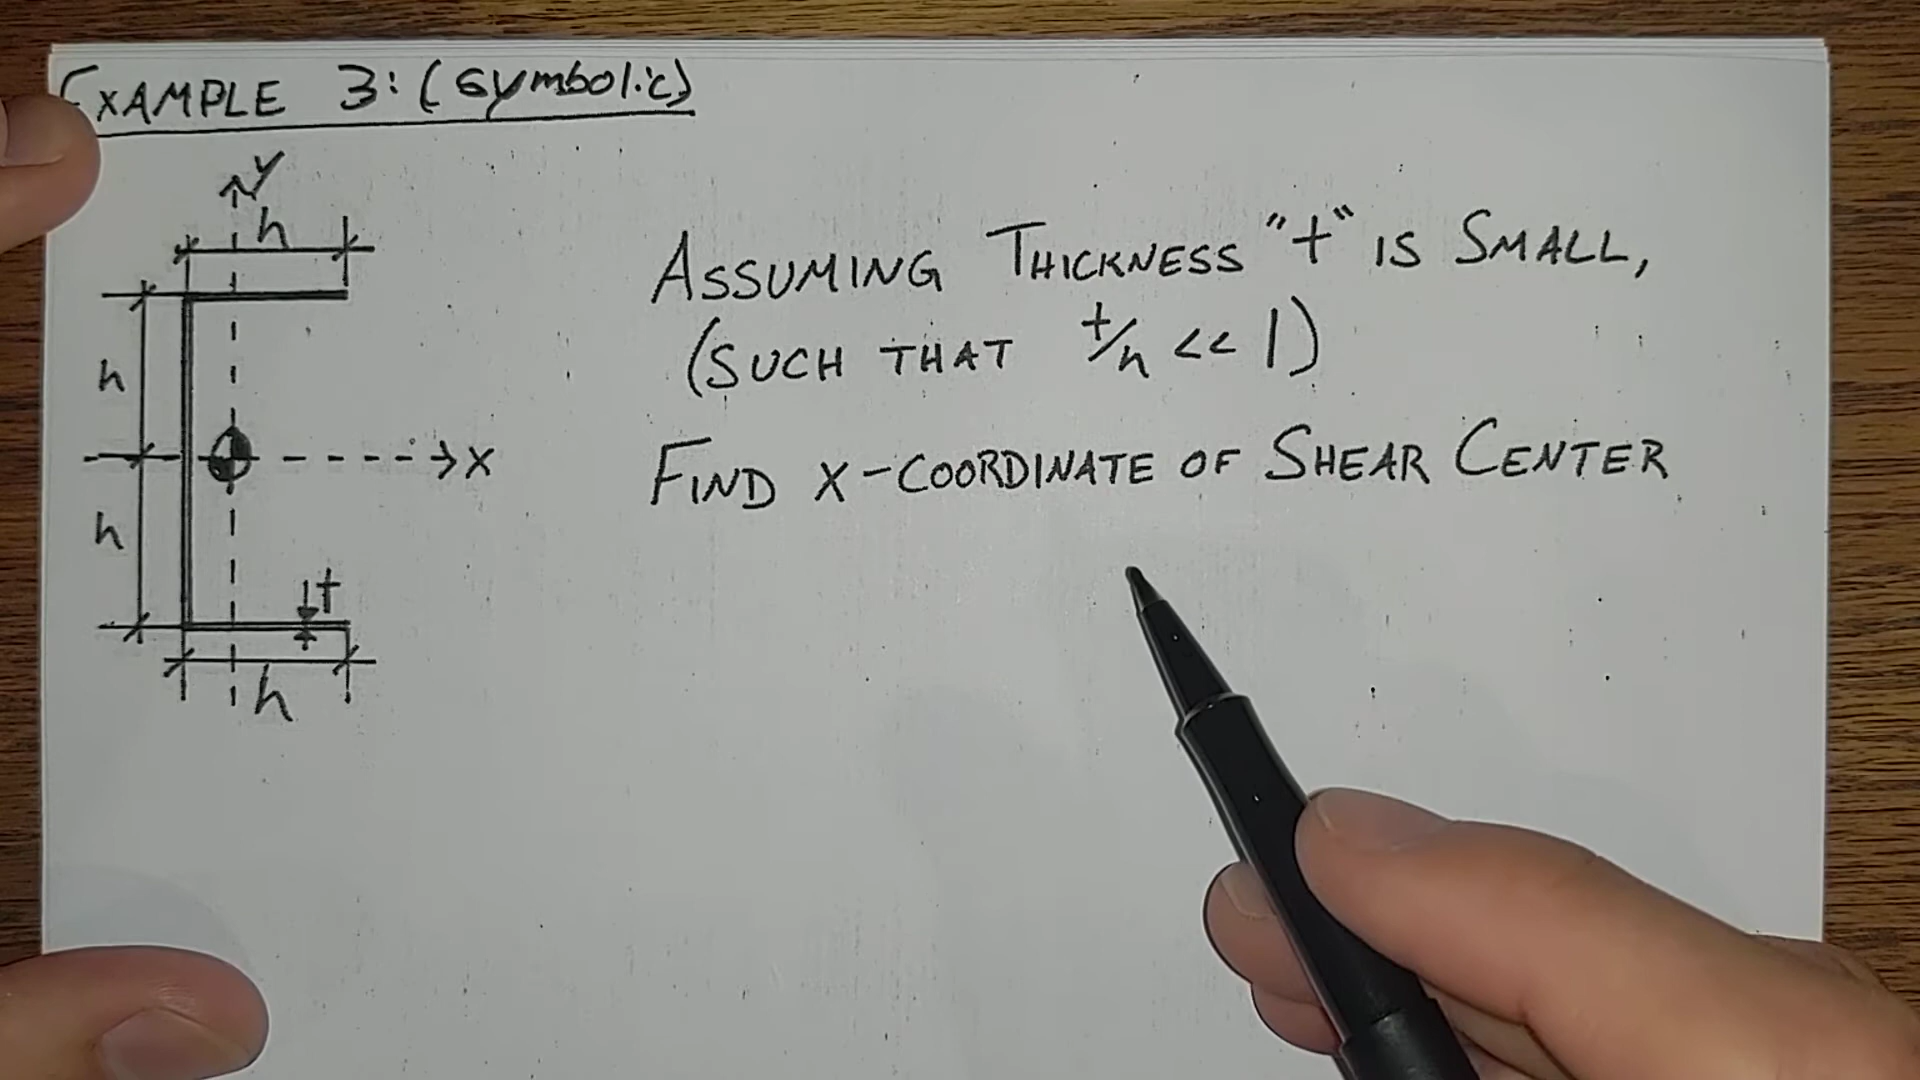 EXAMPLE 3: (symbolic)
y
h
h
x
h
t
h
ASSUMING THICKNESS "t" IS SMALL,
(SUCH THAT t/h << 1)
FIND X-COORDINATE OF SHEAR CENTER